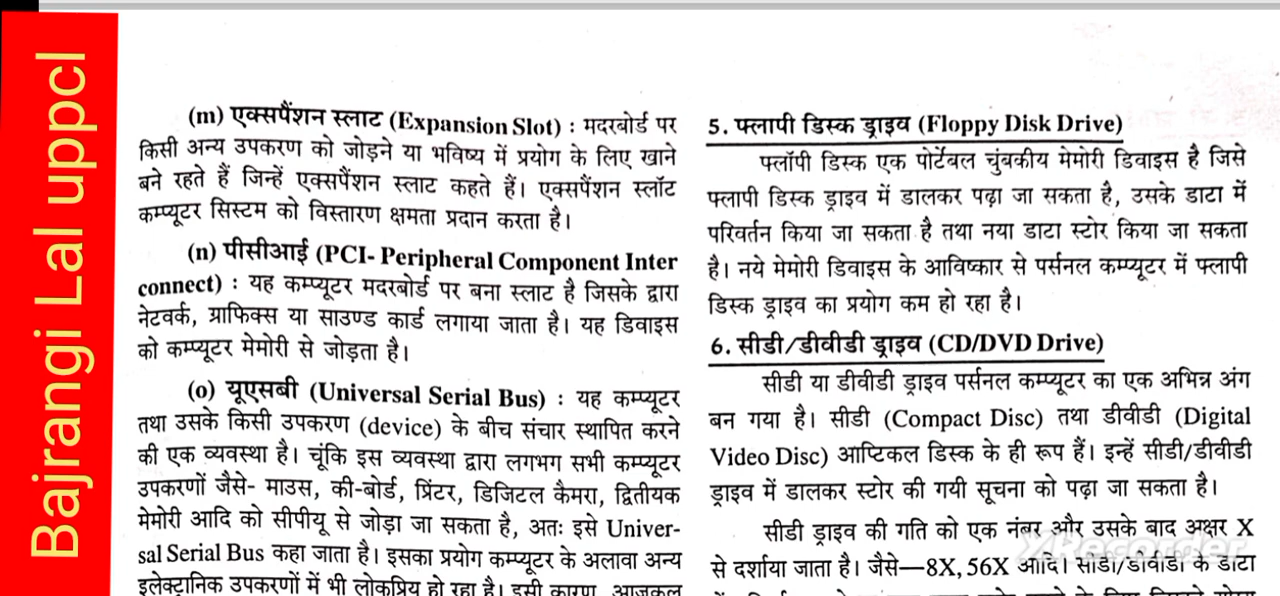 Bajrangi Lal uppcl
(m) एक्सपैंशन स्लाट (Expansion Slot) : मदरबोर्ड पर
किसी अन्य उपकरण को जोड़ने या भविष्य में प्रयोग के लिए खाने
बने रहते हैं जिन्हें एक्सपैंशन स्लाट कहते हैं। एक्सपैंशन स्लॉट
कम्प्यूटर सिस्टम को विस्तारण क्षमता प्रदान करता है।
(n) पीसीआई (PCI- Peripheral Component Inter
connect) : यह कम्प्यूटर मदरबोर्ड पर बना स्लाट है जिसके द्वारा
नेटवर्क, ग्राफिक्स या साउण्ड कार्ड लगाया जाता है। यह डिवाइस
को कम्प्यूटर मेमोरी से जोड़ता है।
(o) यूएसबी (Universal Serial Bus) : यह कम्प्यूटर
तथा उसके किसी उपकरण (device) के बीच संचार स्थापित करने
की एक व्यवस्था है। चूंकि इस व्यवस्था द्वारा लगभग सभी कम्प्यूटर
उपकरणों जैसे- माउस, की-बोर्ड, प्रिंटर, डिजिटल कैमरा, द्वितीयक
मेमोरी आदि को सीपीयू से जोड़ा जा सकता है, अतः इसे Univer-
sal Serial Bus कहा जाता है। इसका प्रयोग कम्प्यूटर के अलावा अन्य
इलेक्ट्रानिक उपकरणों में भी लोकप्रिय हो रहा है। इसी कारण, आजकल
5. फ्लापी डिस्क ड्राइव (Floppy Disk Drive)
फ्लॉपी डिस्क एक पोर्टेबल चुंबकीय मेमोरी डिवाइस है जिसे
फ्लापी डिस्क ड्राइव में डालकर पढ़ा जा सकता है, उसके डाटा में
परिवर्तन किया जा सकता है तथा नया डाटा स्टोर किया जा सकता
है। नये मेमोरी डिवाइस के आविष्कार से पर्सनल कम्प्यूटर में फ्लापी
डिस्क ड्राइव का प्रयोग कम हो रहा है।
6. सीडी/डीवीडी ड्राइव (CD/DVD Drive)
सीडी या डीवीडी ड्राइव पर्सनल कम्प्यूटर का एक अभिन्न अंग
बन गया है। सीडी (Compact Disc) तथा डीवीडी (Digital
Video Disc) आप्टिकल डिस्क के ही रूप हैं। इन्हें सीडी/डीवीडी
ड्राइव में डालकर स्टोर की गयी सूचना को पढ़ा जा सकता है।
सीडी ड्राइव की गति को एक नंबर और उसके बाद अक्षर X
से दर्शाया जाता है। जैसे—8X, 56X आदि। सीडी/डीवीडी के डाटा
XRecorder